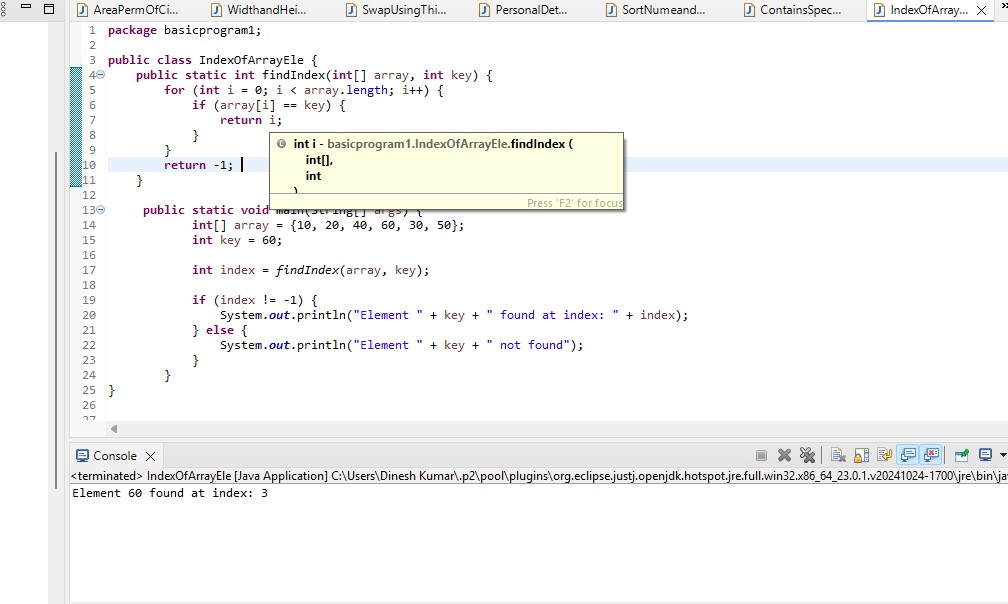 AreaPermOfCi... WidthandHei... SwapUsingThi... PersonalDet... SortNumeand... ContainsSpec... IndexOfArray...
1 package basicprogram1;
2
3 public class IndexOfArrayEle {
4 public static int findIndex(int[] array, int key) {
5 for (int i = 0; i < array.length; i++) {
6 if (array[i] == key) {
7 return i;
8 }
9 }
10 return -1;
11 }
int i - basicprogram1.IndexOfArrayEle.findIndex (
int[],
int
)
Press 'F2' for focus
12
13 public static void main(String[] args) {
14 int[] array = {10, 20, 40, 60, 30, 50};
15 int key = 60;
16
17 int index = findIndex(array, key);
18
19 if (index != -1) {
20 System.out.println("Element " + key + " found at index: " + index);
21 } else {
22 System.out.println("Element " + key + " not found");
23 }
24 }
25 }
26
27
Console
<terminated> IndexOfArrayEle [Java Application] C:\Users\Dinesh Kumar\.p2\pool\plugins\org.eclipse.justj.openjdk.hotspot.jre.full.win32.x86_64_23.0.1.v20241024-1700\jre\bin\ja
Element 60 found at index: 3